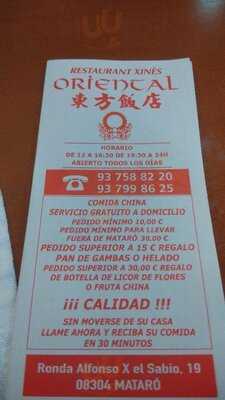 RESTAURANT XINÈS
ORIENTAL
東方飯店
HORARIO
DE 12 A 16:30 DE 19:30 A 24H
ABIERTO TODOS LOS DÍAS
93 758 82 20
93 799 86 25
COMIDA CHINA
SERVICIO GRATUITO A DOMICILIO
PEDIDO MÍNIMO 10,00 €
PEDIDO MÍNIMO PARA LLEVAR
FUERA DE MATARÓ 30,00 €
PEDIDO SUPERIOR A 15 € REGALO
PAN DE GAMBAS O HELADO
PEDIDO SUPERIOR A 30,00 € REGALO
DE BOTELLA DE LICOR DE FLORES
O FRUTA CHINA
¡¡¡ CALIDAD !!!
SIN MOVERSE DE SU CASA
LLAME AHORA Y RECIBA SU COMIDA
EN 30 MINUTOS
Ronda Alfonso X el Sabio, 19
08304 MATARÓ